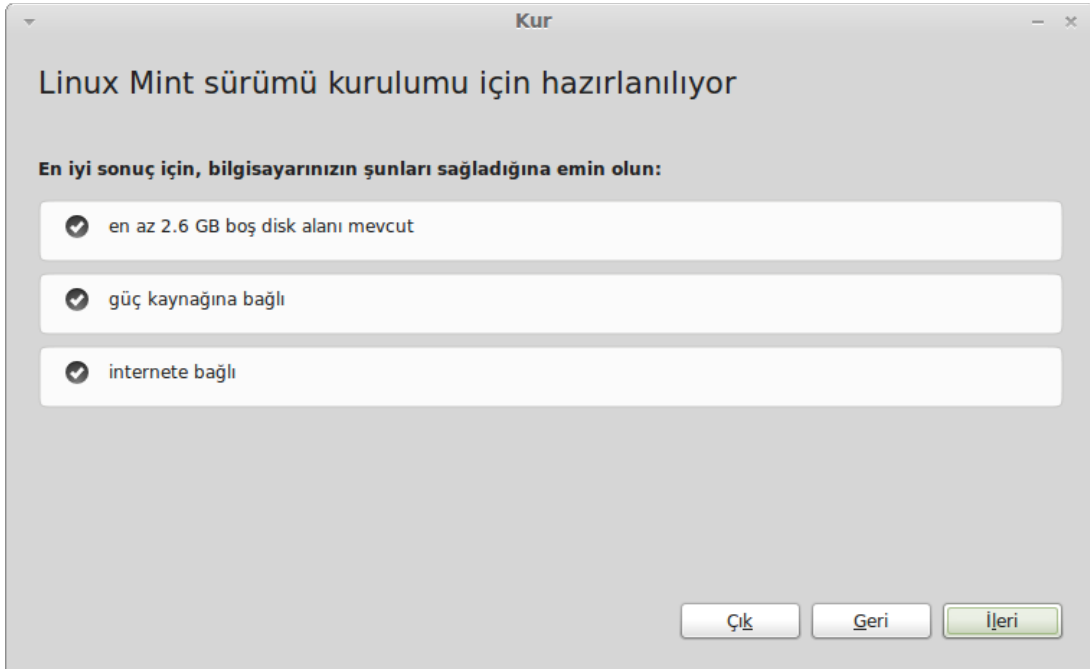 Kur
Linux Mint sürümü kurulumu için hazırlanılıyor
En iyi sonuç için, bilgisayarınızın şunları sağladığına emin olun:
en az 2.6 GB boş disk alanı mevcut
güç kaynağına bağlı
internete bağlı
Çık Geri İleri